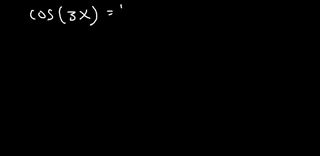 cos(3x) = '